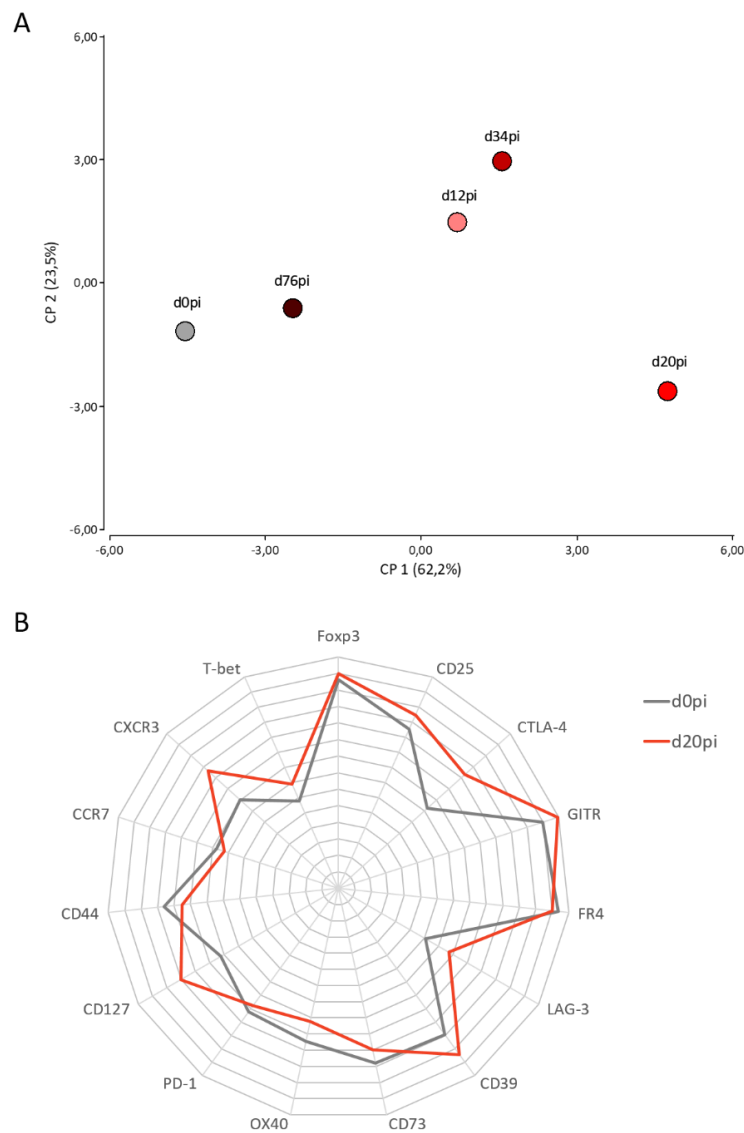 A
6,00
3,00
0,00
-3,00
-6,00
CP 2 (23,5%)
d34pi
d12pi
d76pi
d0pi
d20pi
-6,00 -3,00 0,00 3,00 6,00
CP 1 (62,2%)
B
Foxp3
T-bet CD25
CXCR3 CTLA-4
CCR7 GITR
CD44 FR4
CD127 LAG-3
PD-1 CD39
OX40 CD73
d0pi
d20pi